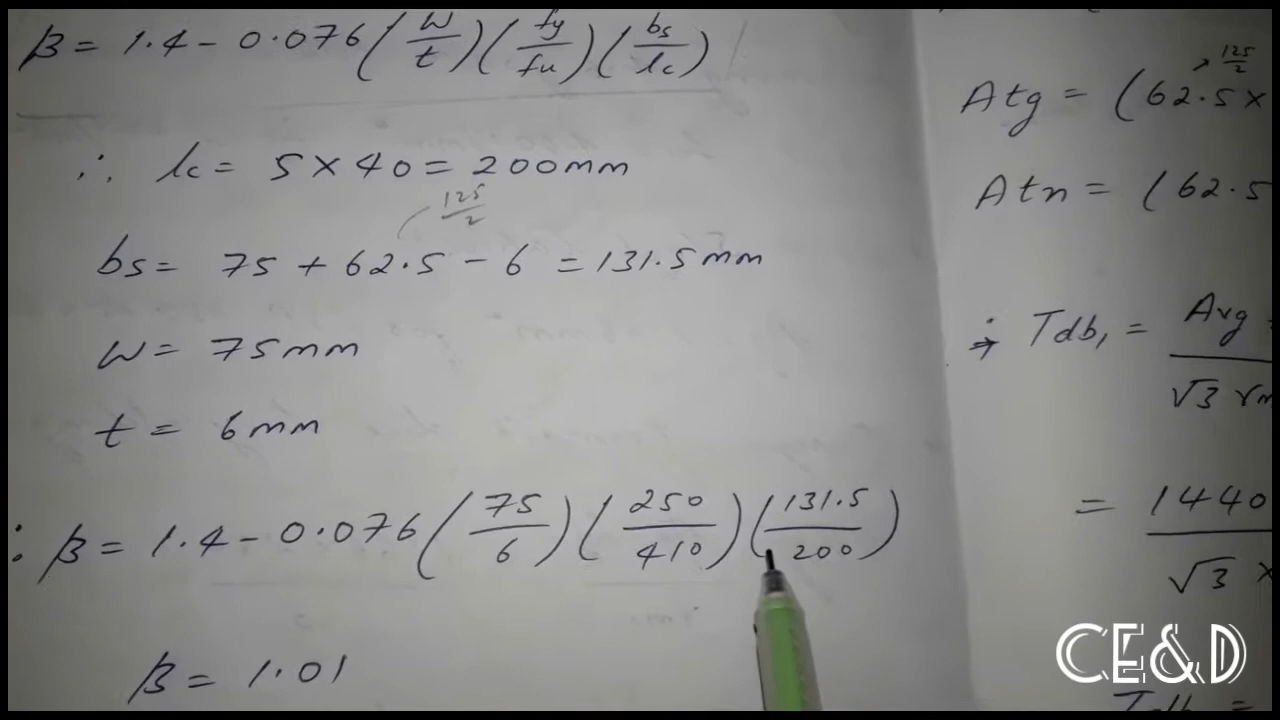 β = 1.4 - 0.076 (w/t) (fy/fu) (bs/lc)
∴ lc = 5 × 40 = 200mm
125/2
bs = 75 + 62.5 - 6 = 131.5mm
w = 75mm
t = 6mm
∴ β = 1.4 - 0.076 (75/6) (250/410) (131.5/200)
β = 1.01
→ 125/2
Atg = (62.5 ×
Atn = (62.5
⇒ Tdb₁ = Avg
√3 γm
= 1440
√3 ×
CE&D